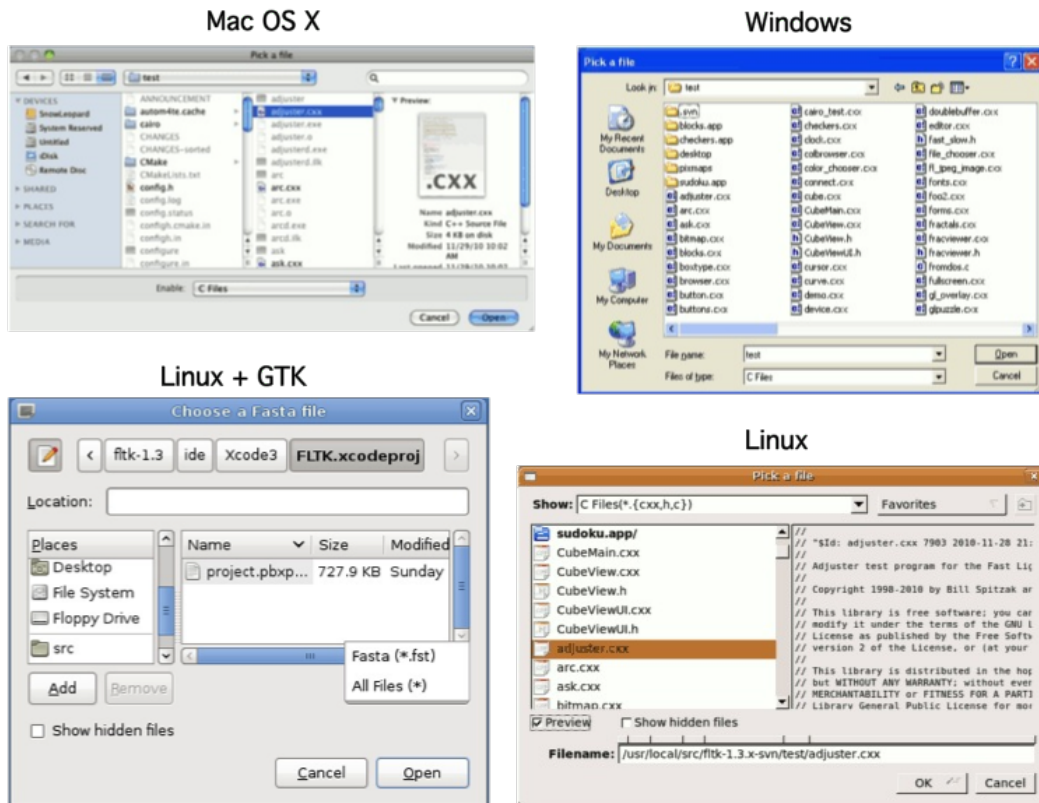 Mac OS X
Pick a file
test
DEVICES
SnowLeopard
System Reserved
Untitled
iDisk
Remote Disc
SHARED
PLACES
SEARCH FOR
MEDIA
ANNOUNCEMENT
autom4te.cache
cairo
CHANGES
CHANGES-sorted
CMake
CMakeLists.txt
config.h
config.log
config.status
configh.cmake.in
configh.in
configure
configure.in
adjuster
adjuster.cxx
adjuster.exe
adjuster.o
adjusterd.exe
adjusterd.ilk
arc
arc.cxx
arc.exe
arc.o
arcd.exe
arcd.ilk
ask
ask.cxx
Preview:
.CXX
Name adjuster.cxx
Kind C++ Source File
Size 4 KB on disk
Modified 11/29/10 10:02
AM
Last opened 11/29/10 10:02
Enable: C Files
Cancel Open
Windows
Pick a file
Look in: test
My Recent
Documents
Desktop
My Documents
My Computer
My Network
Places
.svn
blocks.app
checkers.app
desktop
pixmaps
sudoku.app
adjuster.cxx
arc.cxx
ask.cxx
bitmap.cxx
blocks.cxx
boxtype.cxx
browser.cxx
button.cxx
buttons.cxx
cairo_test.cxx
checkers.cxx
clock.cxx
colbrowser.cxx
color_chooser.cxx
connect.cxx
cube.cxx
CubeMain.cxx
CubeView.cxx
CubeView.h
CubeViewUI.h
cursor.cxx
curve.cxx
demo.cxx
device.cxx
doublebuffer.cxx
editor.cxx
fast_slow.h
file_chooser.cxx
fl_jpeg_image.cxx
fonts.cxx
foo2.cxx
forms.cxx
fractals.cxx
fracviewer.cxx
fracviewer.h
fromdos.c
fullscreen.cxx
gl_overlay.cxx
glpuzzle.cxx
File name: test Open
Files of type: C Files Cancel
Linux + GTK
Choose a Fasta file
fltk-1.3 ide Xcode3 FLTK.xcodeproj
Location:
Places
Desktop
File System
Floppy Drive
src
Name Size Modified
project.pbxp... 727.9 KB Sunday
Fasta (*.fst)
All Files (*)
Add Remove
Show hidden files
Cancel Open
Linux
Pick a file
Show: C Files(*.{cxx,h,c}) Favorites
sudoku.app/
CubeMain.cxx
CubeView.cxx
CubeView.h
CubeViewUI.cxx
CubeViewUI.h
adjuster.cxx
arc.cxx
ask.cxx
bitmap.cxx
//
// "$Id: adjuster.cxx 7903 2010-11-28 21:
//
// Adjuster test program for the Fast Lig
//
// Copyright 1998-2010 by Bill Spitzak an
//
// This library is free software; you can
// modify it under the terms of the GNU L
// License as published by the Free Softw
// version 2 of the License, or (at your
//
// This library is distributed in the hop
// but WITHOUT ANY WARRANTY; without even
// MERCHANTABILITY or FITNESS FOR A PARTI
// Library General Public License for mor
Preview Show hidden files
Filename: /usr/local/src/fltk-1.3.x-svn/test/adjuster.cxx
OK Cancel